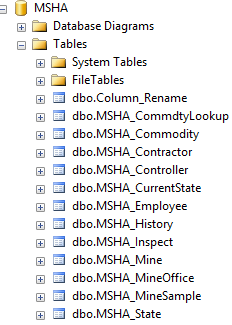 MSHA
Database Diagrams
Tables
System Tables
FileTables
dbo.Column_Rename
dbo.MSHA_CommdtyLookup
dbo.MSHA_Commodity
dbo.MSHA_Contractor
dbo.MSHA_Controller
dbo.MSHA_CurrentState
dbo.MSHA_Employee
dbo.MSHA_History
dbo.MSHA_Inspect
dbo.MSHA_Mine
dbo.MSHA_MineOffice
dbo.MSHA_MineSample
dbo.MSHA_State